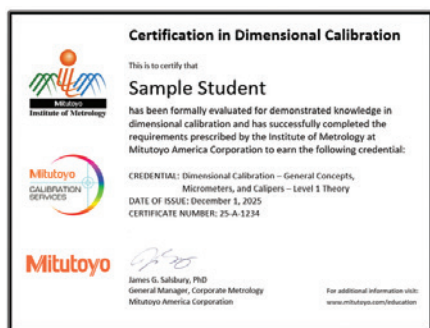 Certification in Dimensional Calibration
This is to certify that
Sample Student
has been formally evaluated for demonstrated knowledge in
dimensional calibration and has successfully completed the
requirements prescribed by the Institute of Metrology at
Mitutoyo America Corporation to earn the following credential:
CREDENTIAL: Dimensional Calibration – General Concepts,
Micrometers, and Calipers – Level 1 Theory
DATE OF ISSUE: December 1, 2025
CERTIFICATE NUMBER: 25-A-1234
Mitutoyo
Institute of Metrology
Mitutoyo
CALIBRATION
SERVICES
Mitutoyo
James G. Salsbury, PhD
General Manager, Corporate Metrology
Mitutoyo America Corporation
For additional information visit:
www.mitutoyo.com/education